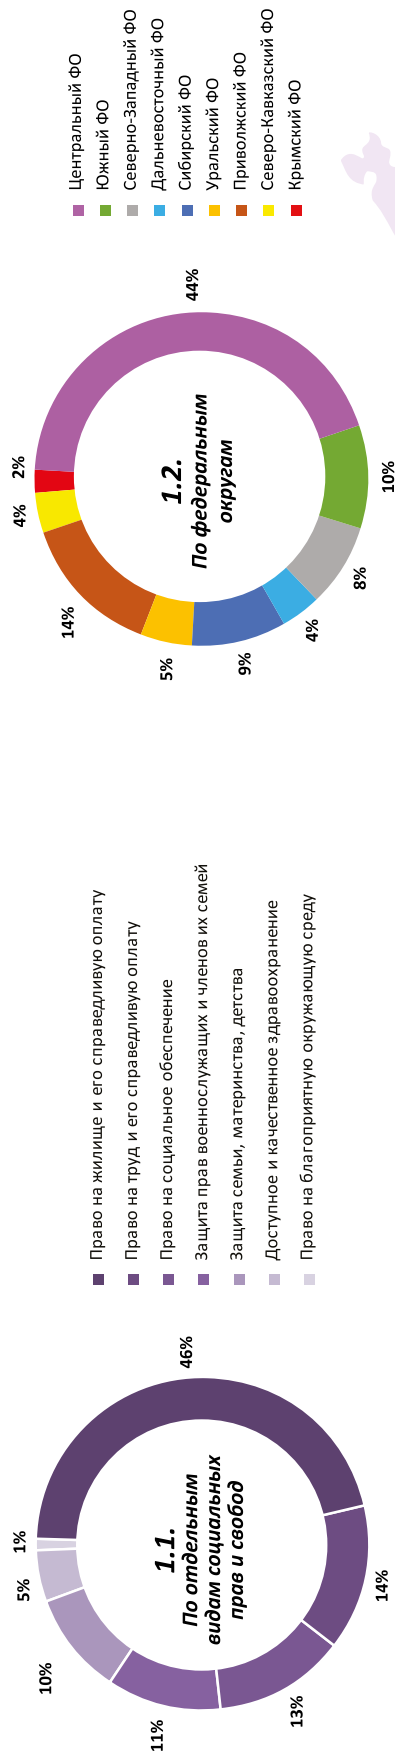 1.1.
По отдельным
видам социальных
прав и свобод
46%
14%
13%
11%
10%
5%
1%
Право на жилище и его справедливую оплату
Право на труд и его справедливую оплату
Право на социальное обеспечение
Защита прав военнослужащих и членов их семей
Защита семьи, материнства, детства
Доступное и качественное здравоохранение
Право на благоприятную окружающую среду
1.2.
По федеральным
округам
44%
10%
8%
4%
9%
5%
14%
4%
2%
Центральный ФО
Южный ФО
Северно-Западный ФО
Дальневосточный ФО
Сибирский ФО
Уральский ФО
Приволжский ФО
Северо-Кавказский ФО
Крымский ФО